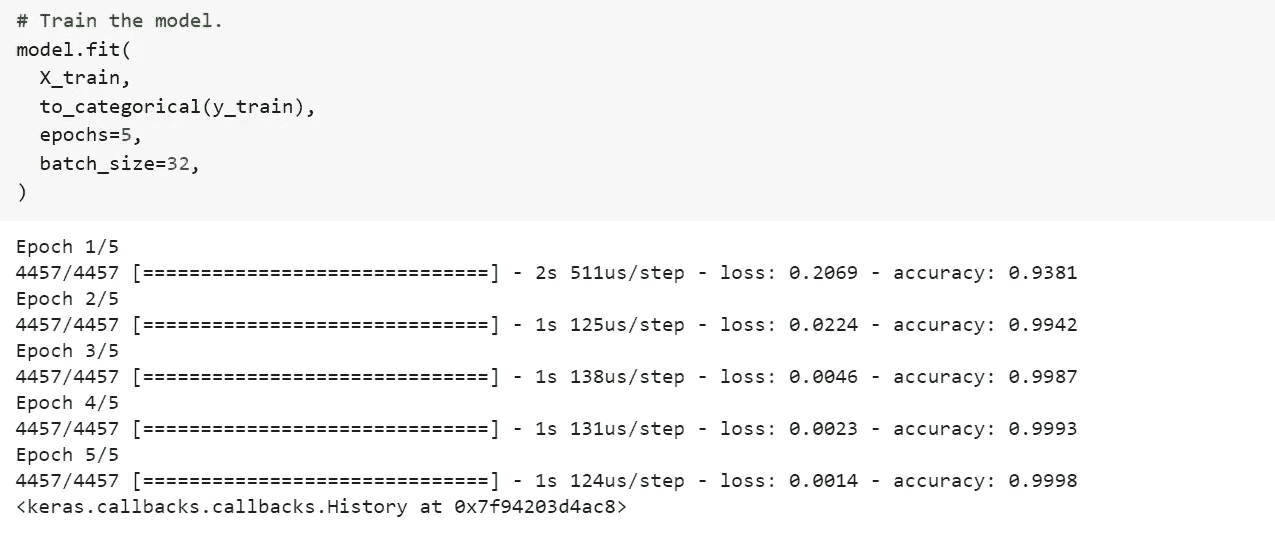 # Train the model.
model.fit(
  X_train,
  to_categorical(y_train),
  epochs=5,
  batch_size=32,
)
Epoch 1/5
4457/4457 [==============================] - 2s 511us/step - loss: 0.2069 - accuracy: 0.9381
Epoch 2/5
4457/4457 [==============================] - 1s 125us/step - loss: 0.0224 - accuracy: 0.9942
Epoch 3/5
4457/4457 [==============================] - 1s 138us/step - loss: 0.0046 - accuracy: 0.9987
Epoch 4/5
4457/4457 [==============================] - 1s 131us/step - loss: 0.0023 - accuracy: 0.9993
Epoch 5/5
4457/4457 [==============================] - 1s 124us/step - loss: 0.0014 - accuracy: 0.9998
<keras.callbacks.callbacks.History at 0x7f94203d4ac8>